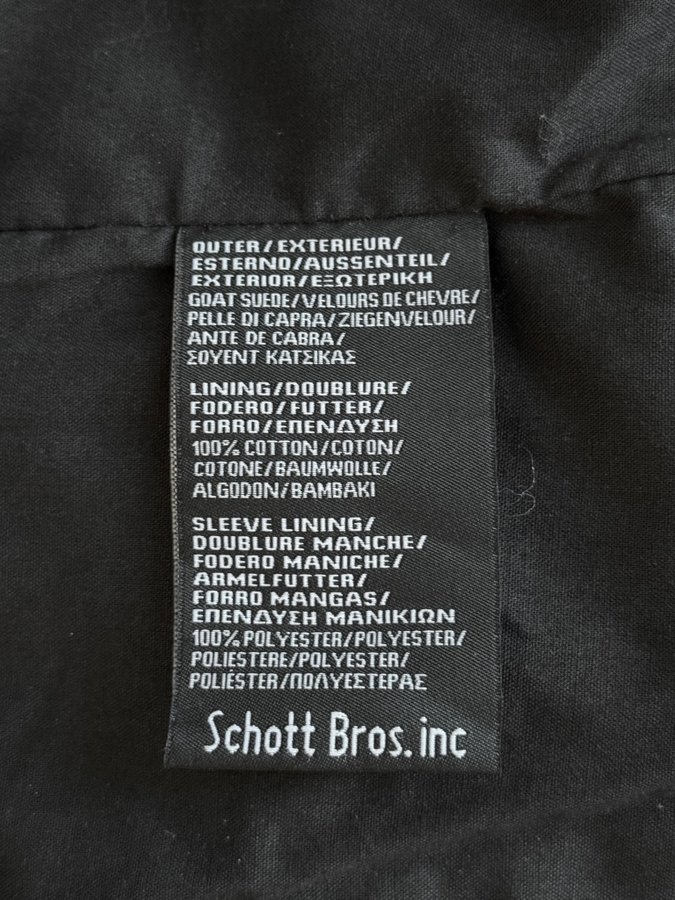 OUTER/EXTERIEUR/
ESTERNO/AUSSENTEIL/
EXTERIOR/ΕΞΩΤΕΡΙΚΗ
GOAT SUEDE/VELOURS DE CHEVRE/
PELLE DI CAPRA/ZIEGENVELOUR/
ANTE DE CABRA/
ΣΟΥΕΝΤ ΚΑΤΣΙΚΑΣ
LINING/DOUBLURE/
FODERO/FUTTER/
FORRO/ΕΠΕΝΔΥΣΗ
100% COTTON/COTON/
COTONE/BAUMWOLLE/
ALGODON/ΒΑΜΒΑΚΙ
SLEEVE LINING/
DOUBLURE MANCHE/
FODERO MANICHE/
ARMELFUTTER/
FORRO MANGAS/
ΕΠΕΝΔΥΣΗ ΜΑΝΙΚΙΩΝ
100% POLYESTER/POLYESTER/
POLIESTERE/POLYESTER/
POLIÉSTER/ΠΟΛΥΕΣΤΕΡΑΣ
Schott Bros. inc